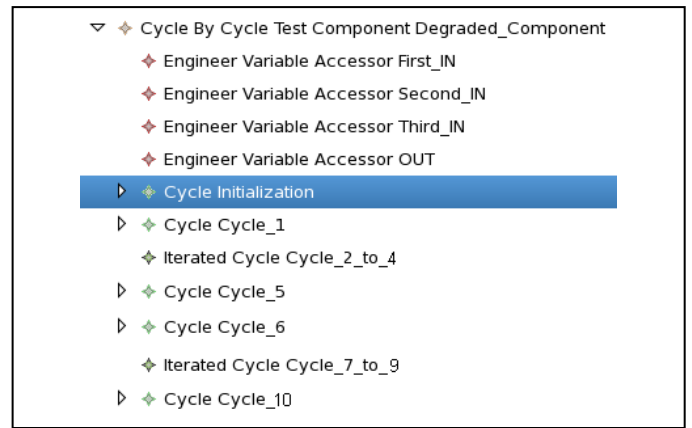 Cycle By Cycle Test Component Degraded_Component
Engineer Variable Accessor First_IN
Engineer Variable Accessor Second_IN
Engineer Variable Accessor Third_IN
Engineer Variable Accessor OUT
Cycle Initialization
Cycle Cycle_1
Iterated Cycle Cycle_2_to_4
Cycle Cycle_5
Cycle Cycle_6
Iterated Cycle Cycle_7_to_9
Cycle Cycle_10